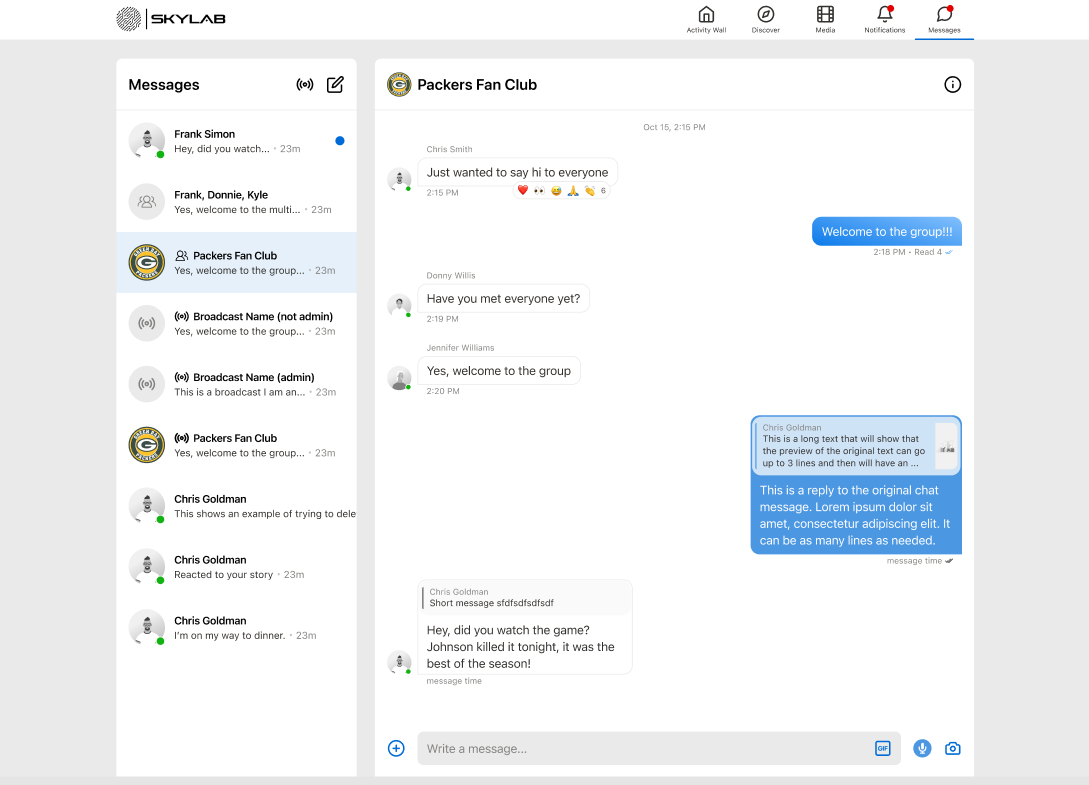 SKYLAB
Activity Wall
Discover
Media
Notifications
Messages
Messages
Frank Simon
Hey, did you watch... · 23m
Frank, Donnie, Kyle
Yes, welcome to the multi... · 23m
Packers Fan Club
Yes, welcome to the group... · 23m
Broadcast Name (not admin)
Yes, welcome to the group... · 23m
Broadcast Name (admin)
This is a broadcast I am an... · 23m
Packers Fan Club
Yes, welcome to the group... · 23m
Chris Goldman
This shows an example of trying to dele
Chris Goldman
Reacted to your story · 23m
Chris Goldman
I'm on my way to dinner. · 23m
Packers Fan Club
Oct 15, 2:15 PM
Chris Smith
Just wanted to say hi to everyone
2:15 PM
6
Welcome to the group!!!
2:18 PM • Read 4
Donny Willis
Have you met everyone yet?
2:19 PM
Jennifer Williams
Yes, welcome to the group
2:20 PM
Chris Goldman
This is a long text that will show that
the preview of the original text can go
up to 3 lines and then will have an ...
This is a reply to the original chat
message. Lorem ipsum dolor sit
amet, consectetur adipiscing elit. It
can be as many lines as needed.
message time
Chris Goldman
Short message sfdfsdfsdfsdf
Hey, did you watch the game?
Johnson killed it tonight, it was the
best of the season!
message time
Write a message...
GIF